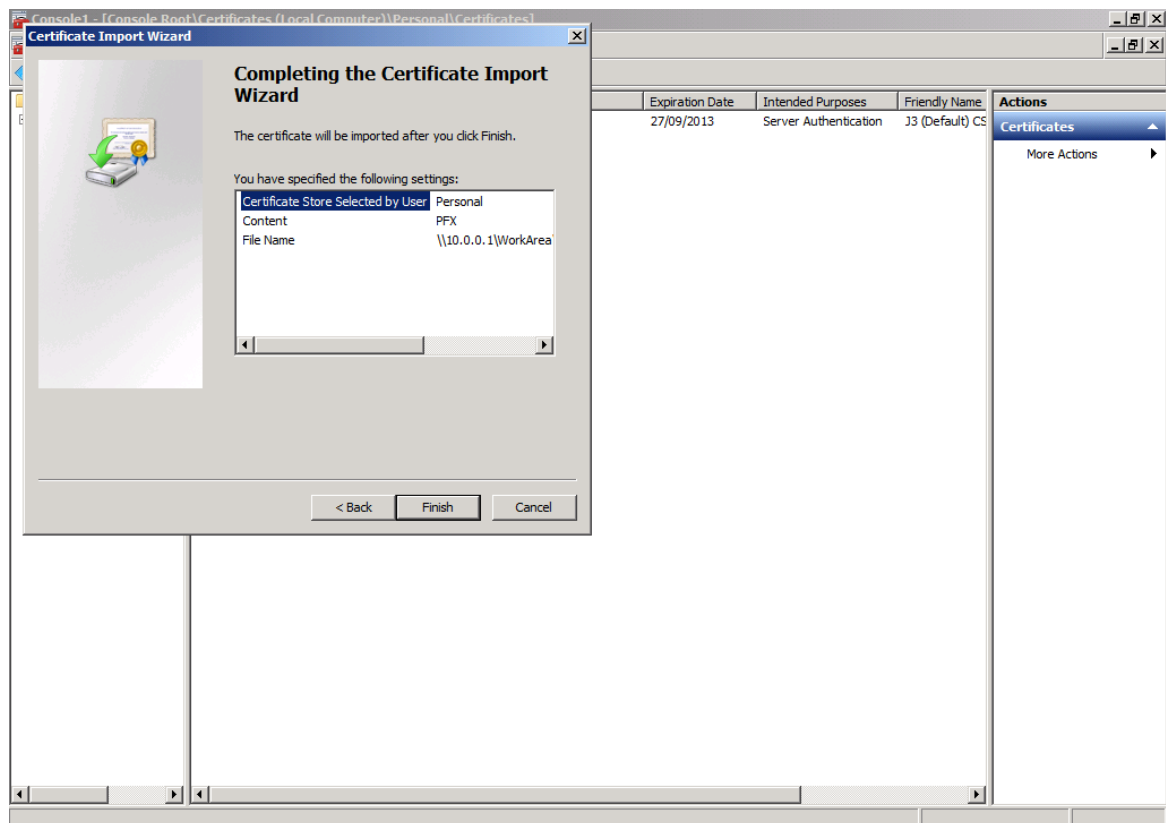 Console1 - [Console Root\Certificates (Local Computer)\Personal\Certificates]
Certificate Import Wizard
Completing the Certificate Import
Wizard
The certificate will be imported after you click Finish.
You have specified the following settings:
Certificate Store Selected by User Personal
Content PFX
File Name \\10.0.0.1\WorkArea
< Back Finish Cancel
Expiration Date Intended Purposes Friendly Name
27/09/2013 Server Authentication J3 (Default) CS
Actions
Certificates
More Actions